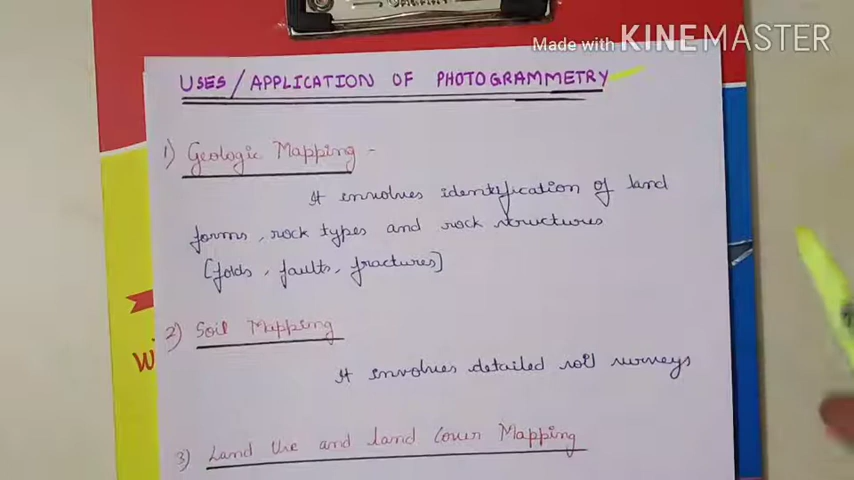 Made with KINEMASTER
USES/APPLICATION OF PHOTOGRAMMETRY
1) Geologic Mapping -
It involves identification of land
forms, rock types and rock structures
[folds, faults, fractures]
2) Soil Mapping
It involves detailed soil surveys
3) Land Use and land Cover Mapping